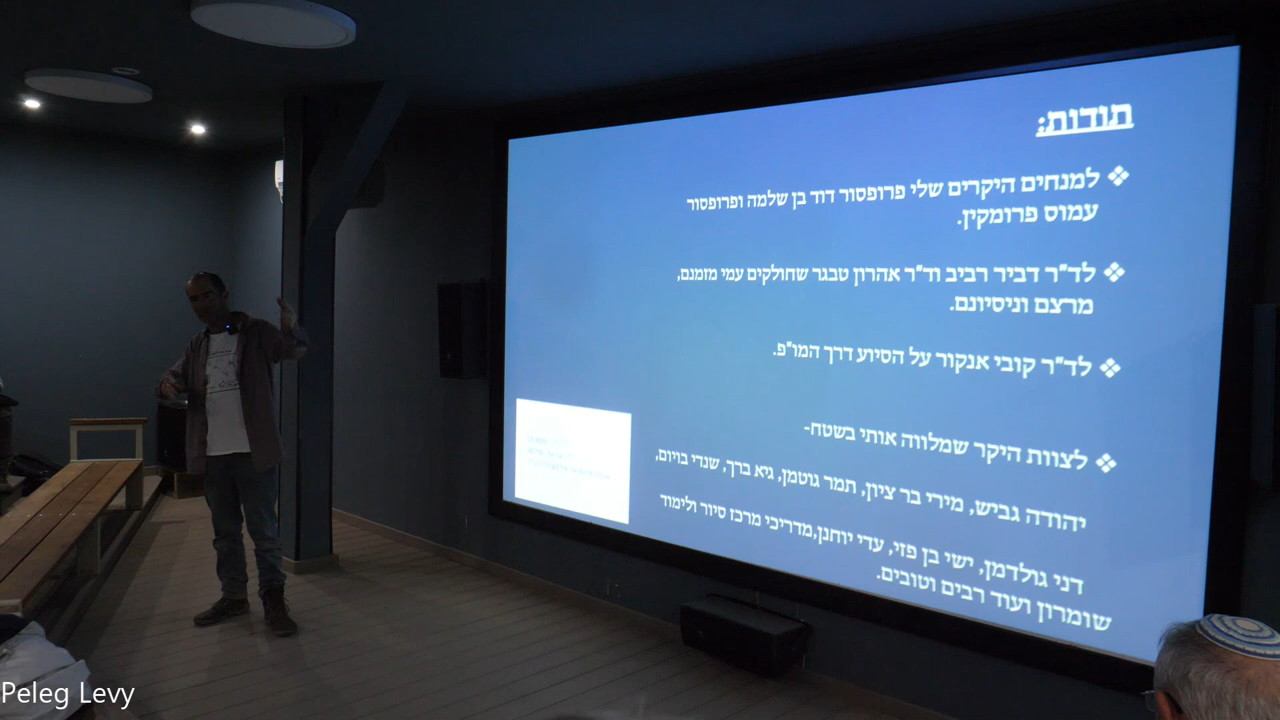 תודות:
❖ למנחים היקרים שלי פרופסור דוד בן שלמה ופרופסור
עמוס פרומקין.
❖ לד"ר דביר רביב וד"ר אהרון טבגר שחולקים עמי מזמנם,
מרצם וניסיונם.
❖ לד"ר קובי אנקור על הסיוע דרך המו"פ.
❖ לצוות היקר שמלווה אותי בשטח-
יהודה גביש, מירי בר ציון, תמר גוטמן, גיא ברך, שנדי בויום,
דני גולדמן, ישי בן פזי, עדי יוחנן,מדריכי מרכז סיור ולימוד
שומרון ועוד רבים וטובים.
Peleg Levy